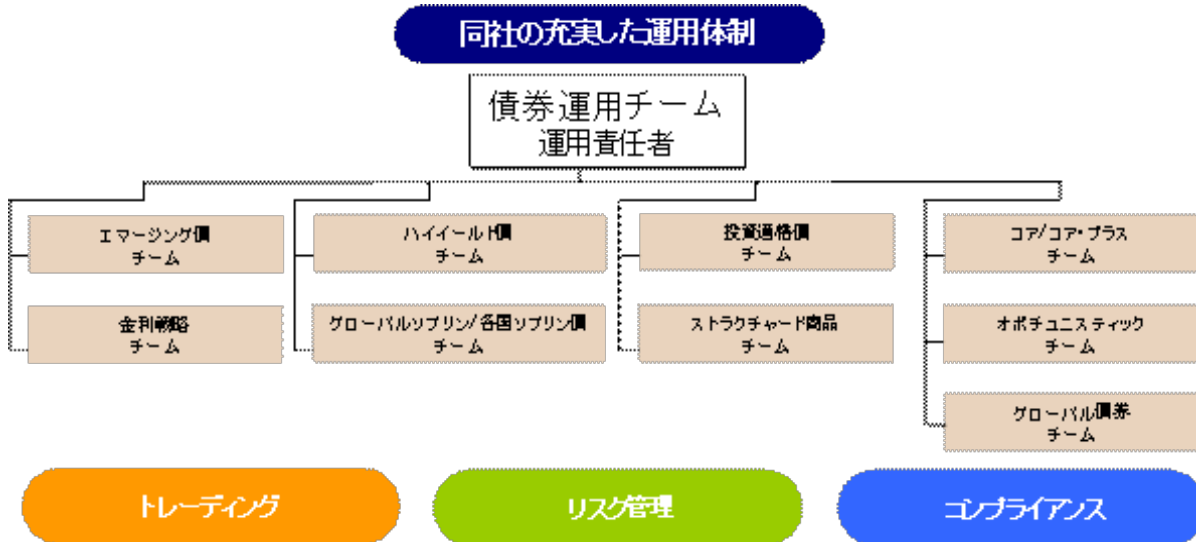 同社の充実した運用体制
債券運用チーム
運用責任者
エマージング債
チーム
ハイイールド債
チーム
投資適格債
チーム
コア/コア・プラス
チーム
金利戦略
チーム
グローバルソブリン/各国ソブリン債
チーム
ストラクチャード商品
チーム
オポチュニスティック
チーム
グローバル債券
チーム
トレーディング
リスク管理
コンプライアンス